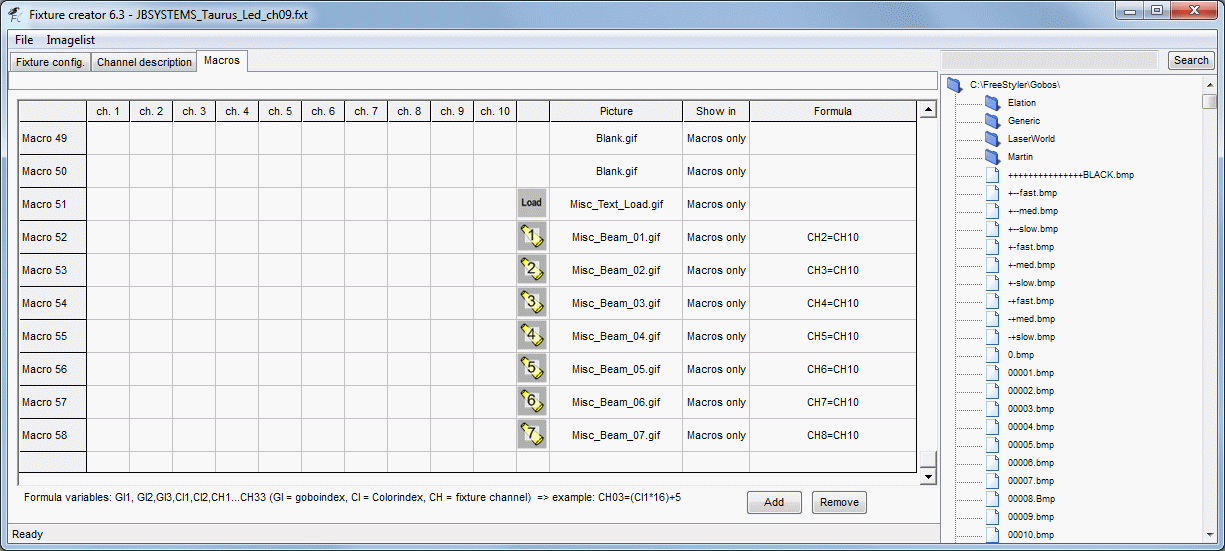 Fixture creator 6.3 - JBSYSTEMS_Taurus_Led_ch09.fxt
File Imagelist
Fixture config. Channel description Macros
Search
ch. 1 ch. 2 ch. 3 ch. 4 ch. 5 ch. 6 ch. 7 ch. 8 ch. 9 ch. 10 Picture Show in Formula
Macro 49 Blank.gif Macros only
Macro 50 Blank.gif Macros only
Macro 51 Load Misc_Text_Load.gif Macros only
Macro 52 1 Misc_Beam_01.gif Macros only CH2=CH10
Macro 53 2 Misc_Beam_02.gif Macros only CH3=CH10
Macro 54 3 Misc_Beam_03.gif Macros only CH4=CH10
Macro 55 4 Misc_Beam_04.gif Macros only CH5=CH10
Macro 56 5 Misc_Beam_05.gif Macros only CH6=CH10
Macro 57 6 Misc_Beam_06.gif Macros only CH7=CH10
Macro 58 7 Misc_Beam_07.gif Macros only CH8=CH10
Formula variables: GI1, GI2,GI3,CI1,CI2,CH1...CH33 (GI = goboindex, CI = Colorindex, CH = fixture channel) => example: CH03=(CI1*16)+5
Add Remove
Ready
C:\FreeStyler\Gobos\
Elation
Generic
LaserWorld
Martin
+++++++++++++++BLACK.bmp
+--fast.bmp
+--med.bmp
+--slow.bmp
+-fast.bmp
+-med.bmp
+-slow.bmp
-+fast.bmp
-+med.bmp
-+slow.bmp
0.bmp
00001.bmp
00002.bmp
00003.bmp
00004.bmp
00005.bmp
00006.bmp
00007.bmp
00008.Bmp
00009.bmp
00010.bmp